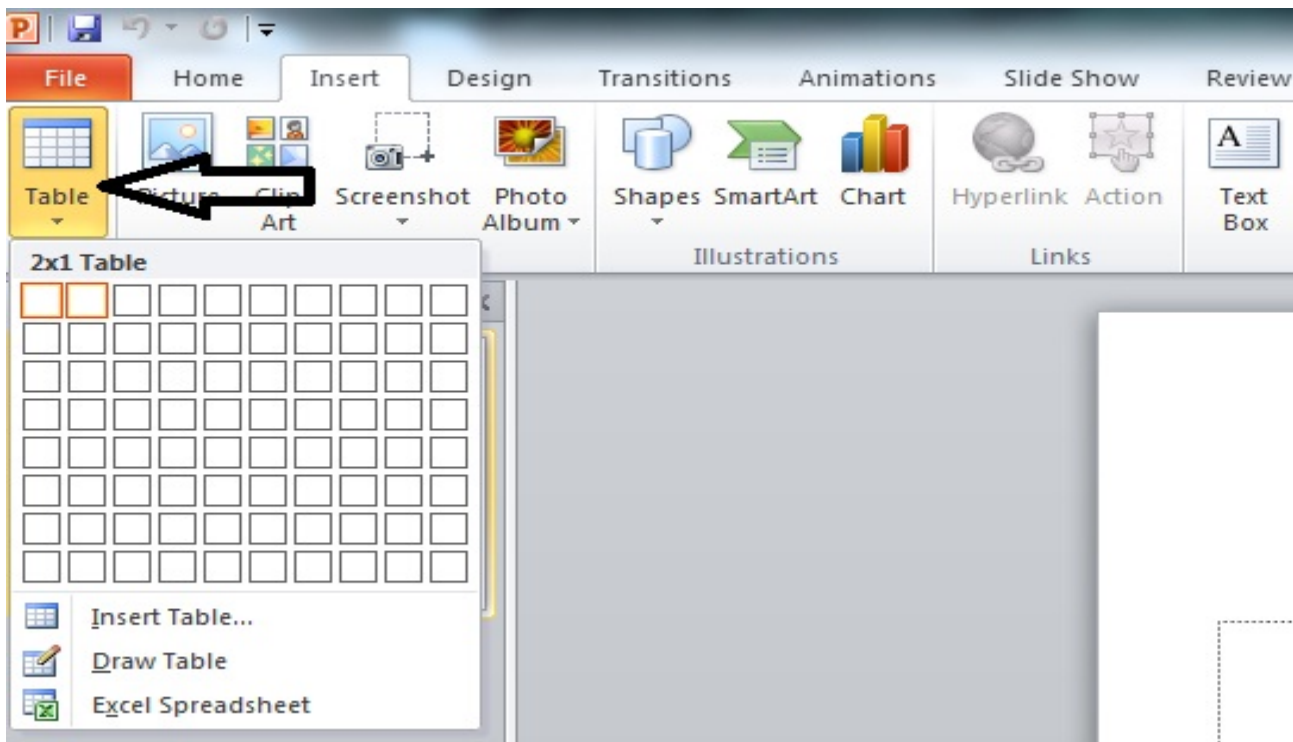 P
File Home Insert Design Transitions Animations Slide Show Review
Table Picture Clip Art Screenshot Photo Album Shapes SmartArt Chart Hyperlink Action Text Box
Illustrations Links
2x1 Table
Insert Table...
Draw Table
Excel Spreadsheet